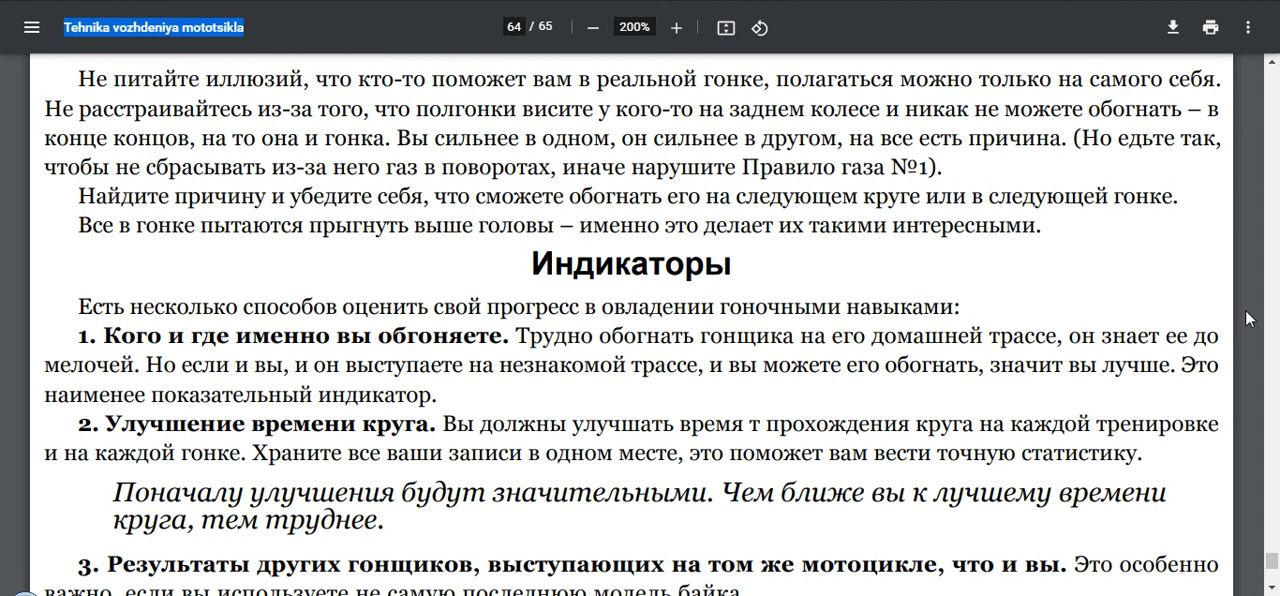 Tehnika vozhdeniya mototsikla
64 / 65
200%
Не питайте иллюзий, что кто-то поможет вам в реальной гонке, полагаться можно только на самого себя.
Не расстраивайтесь из-за того, что полгонки висите у кого-то на заднем колесе и никак не можете обогнать – в
конце концов, на то она и гонка. Вы сильнее в одном, он сильнее в другом, на все есть причина. (Но едьте так,
чтобы не сбрасывать из-за него газ в поворотах, иначе нарушите Правило газа №1).
Найдите причину и убедите себя, что сможете обогнать его на следующем круге или в следующей гонке.
Все в гонке пытаются прыгнуть выше головы – именно это делает их такими интересными.
Индикаторы
Есть несколько способов оценить свой прогресс в овладении гоночными навыками:
1. Кого и где именно вы обгоняете. Трудно обогнать гонщика на его домашней трассе, он знает ее до
мелочей. Но если и вы, и он выступаете на незнакомой трассе, и вы можете его обогнать, значит вы лучше. Это
наименее показательный индикатор.
2. Улучшение времени круга. Вы должны улучшать время т прохождения круга на каждой тренировке
и на каждой гонке. Храните все ваши записи в одном месте, это поможет вам вести точную статистику.
Поначалу улучшения будут значительными. Чем ближе вы к лучшему времени
круга, тем труднее.
3. Результаты других гонщиков, выступающих на том же мотоцикле, что и вы. Это особенно
важно, если вы используете не самую последнюю модель байка.